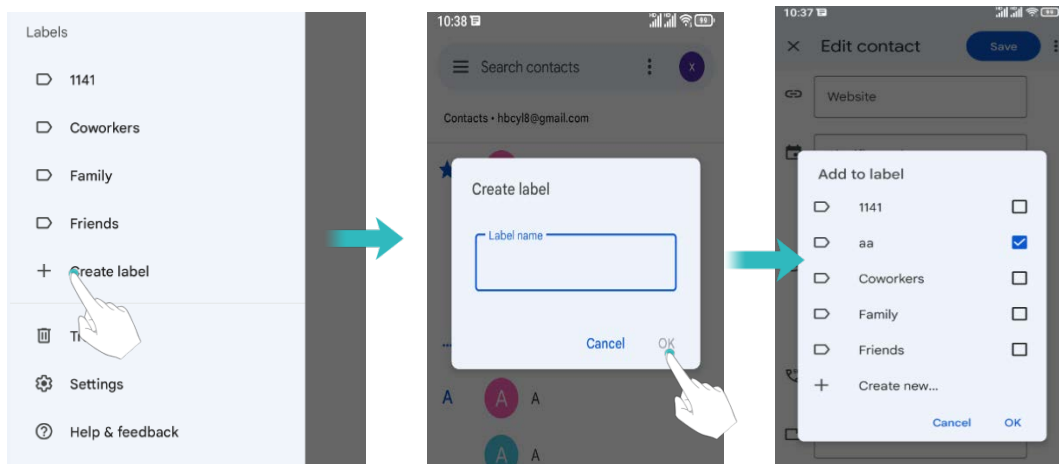 Labels
1141
Coworkers
Family
Friends
Create label
Settings
Help & feedback
10:38
99
Search contacts
X
Contacts • hbcyl8@gmail.com
Create label
Label name
Cancel OK
A A A
A A
10:37
99
Edit contact Save
Website
Add to label
1141
aa
Coworkers
Family
Friends
Create new...
Cancel OK